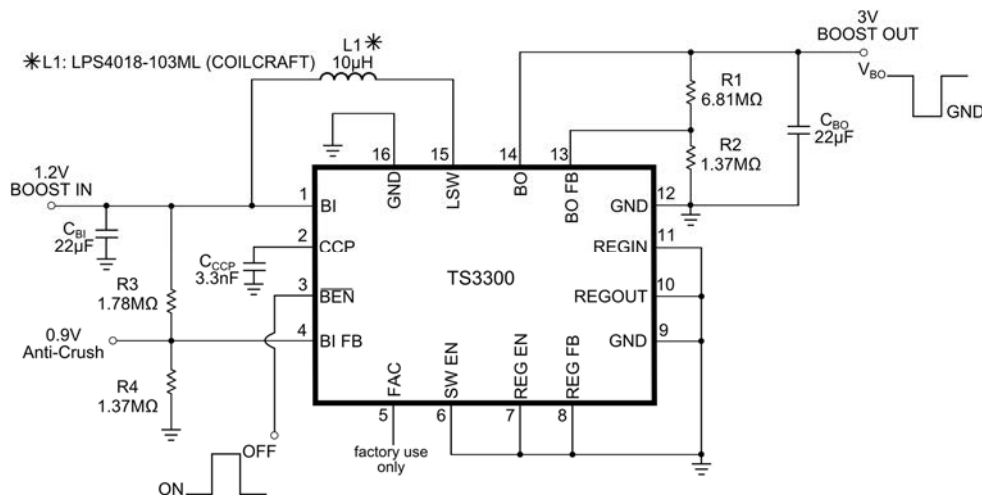 ✳L1: LPS4018-103ML (COILCRAFT)
L1✳
10µH
3V
BOOST OUT
V_BO
GND
R1
6.81MΩ
C_BO
22µF
R2
1.37MΩ
16
15
14
13
GND
LSW
BO
BO FB
1.2V
BOOST IN
C_BI
22µF
1
BI
C_CCP
3.3nF
2
CCP
3
BEN
4
BI FB
R3
1.78MΩ
0.9V
Anti-Crush
R4
1.37MΩ
TS3300
12
GND
11
REGIN
10
REGOUT
9
GND
FAC
SW EN
REG EN
REG FB
5
6
7
8
factory use
only
OFF
ON